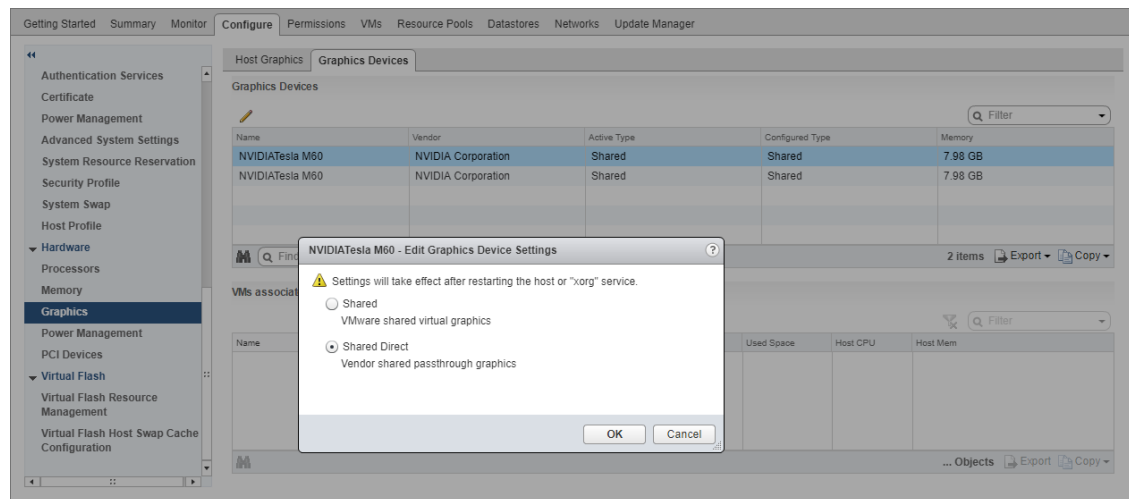 Getting Started Summary Monitor Configure Permissions VMs Resource Pools Datastores Networks Update Manager
Authentication Services
Certificate
Power Management
Advanced System Settings
System Resource Reservation
Security Profile
System Swap
Host Profile
Hardware
Processors
Memory
Graphics
Power Management
PCI Devices
Virtual Flash
Virtual Flash Resource
Management
Virtual Flash Host Swap Cache
Configuration
Host Graphics Graphics Devices
Graphics Devices
Filter
Name Vendor Active Type Configured Type Memory
NVIDIATesla M60 NVIDIA Corporation Shared Shared 7.98 GB
NVIDIATesla M60 NVIDIA Corporation Shared Shared 7.98 GB
2 items Export Copy
VMs
Filter
Name Used Space Host CPU Host Mem
... Objects Export Copy
NVIDIATesla M60 - Edit Graphics Device Settings ?
Settings will take effect after restarting the host or "xorg" service.
Shared
VMware shared virtual graphics
Shared Direct
Vendor shared passthrough graphics
OK Cancel